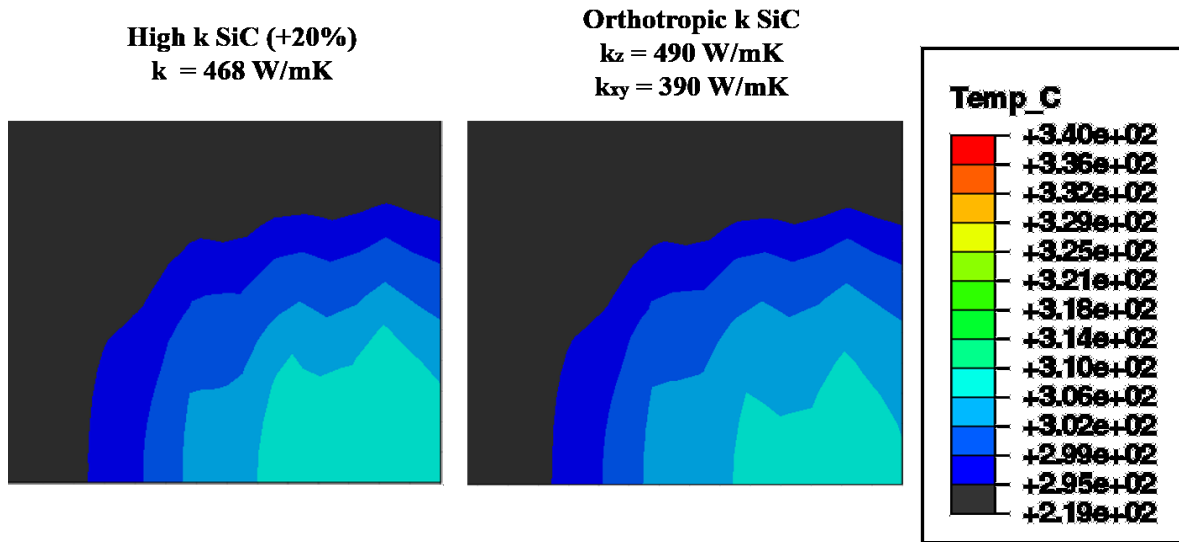 High k SiC (+20%)
k = 468 W/mK
Orthotropic k SiC
kz = 490 W/mK
kxy = 390 W/mK
Temp_C
+3.40e+02
+3.36e+02
+3.32e+02
+3.29e+02
+3.25e+02
+3.21e+02
+3.18e+02
+3.14e+02
+3.10e+02
+3.06e+02
+3.02e+02
+2.99e+02
+2.95e+02
+2.19e+02